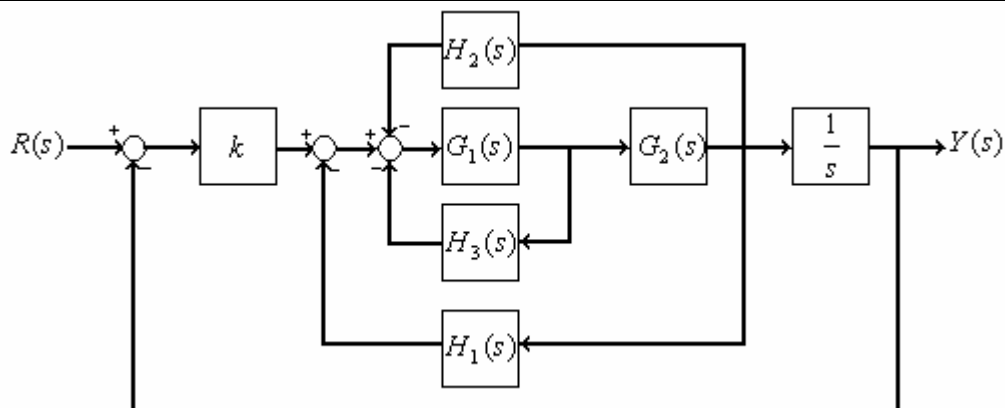 H₂(s)
R(s) + − k + − + − − G₁(s) G₂(s) 1/s Y(s)
H₃(s)
H₁(s)